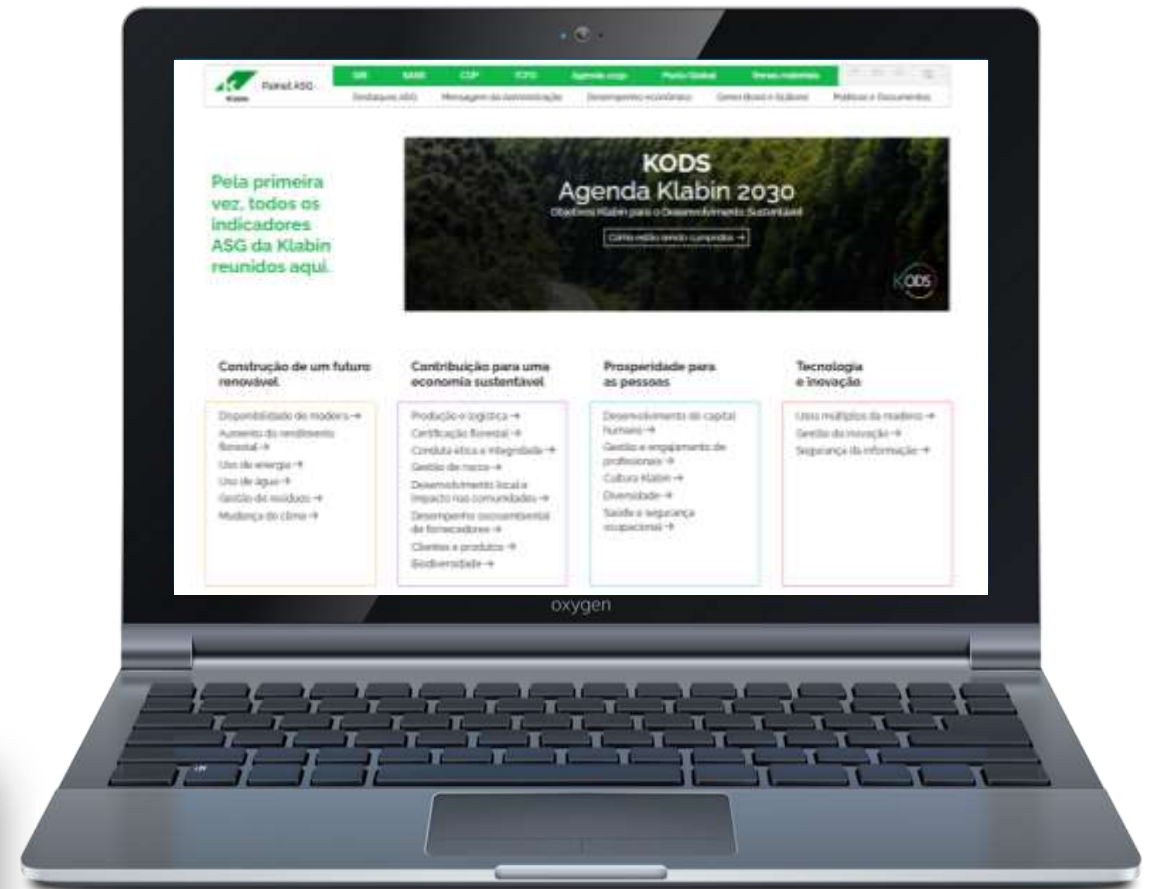 Klabin
Painel ASG
GRI SASB CDP TCFD Agenda 2030 Pacto Global Temas materiais
Destaques ASG Mensagem da Administração Desempenho econômico Green Bond e Políticas e Documentos
Pela primeira
vez, todos os
indicadores
ASG da Klabin
reunidos aqui.
KODS
Agenda Klabin 2030
Objetivos Klabin para o Desenvolvimento Sustentável
Como estão sendo cumpridos →
KODS
Construção de um futuro
renovável
Disponibilidade de madeira →
Aumento do rendimento
florestal →
Uso de energia →
Uso de água →
Gestão de resíduos →
Mudança do clima →
Contribuição para uma
economia sustentável
Produção e logística →
Certificação florestal →
Conduta ética e integridade →
Gestão de riscos →
Desenvolvimento local e
impacto nas comunidades →
Desempenho socioambiental
de fornecedores →
Clientes e produtos →
Biodiversidade →
Prosperidade para
as pessoas
Desenvolvimento do capital
humano →
Gestão e engajamento de
profissionais →
Cultura Klabin →
Diversidade →
Saúde e segurança
ocupacional →
Tecnologia
e inovação
Usos múltiplos da madeira →
Gestão da inovação →
Segurança da informação →
oxygen